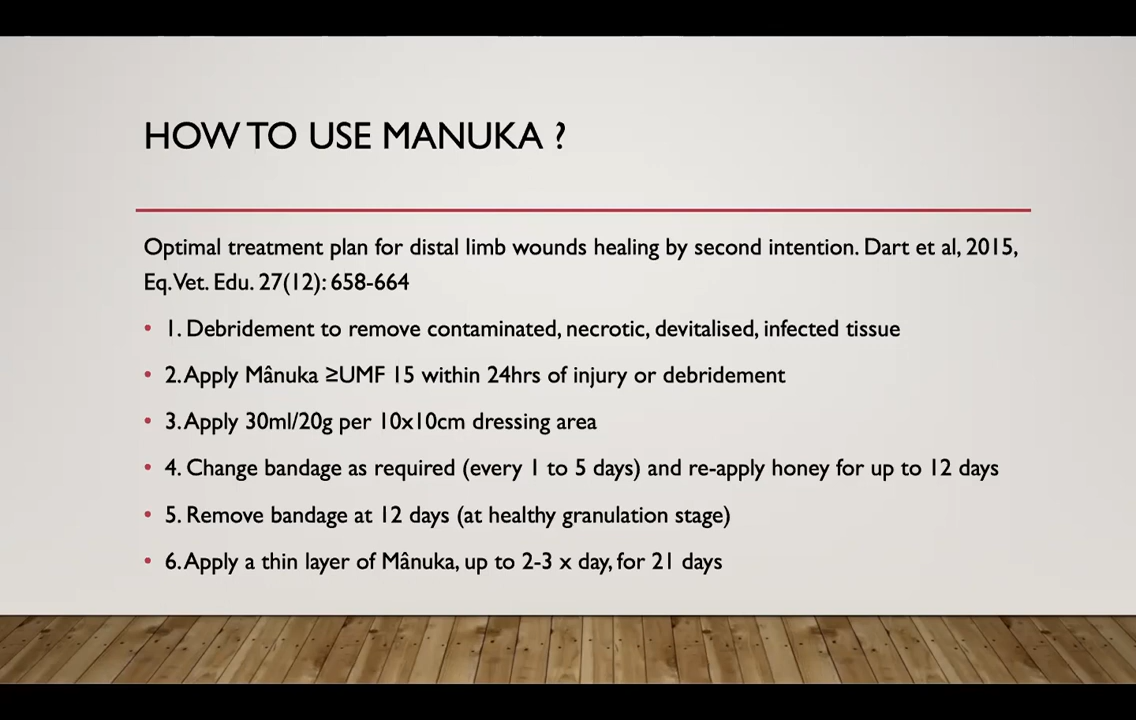 HOW TO USE MANUKA ?
Optimal treatment plan for distal limb wounds healing by second intention. Dart et al, 2015,
Eq. Vet. Edu. 27(12): 658-664
• 1. Debridement to remove contaminated, necrotic, devitalised, infected tissue
• 2. Apply Mânuka ≥UMF 15 within 24hrs of injury or debridement
• 3. Apply 30ml/20g per 10x10cm dressing area
• 4. Change bandage as required (every 1 to 5 days) and re-apply honey for up to 12 days
• 5. Remove bandage at 12 days (at healthy granulation stage)
• 6. Apply a thin layer of Mânuka, up to 2-3 x day, for 21 days